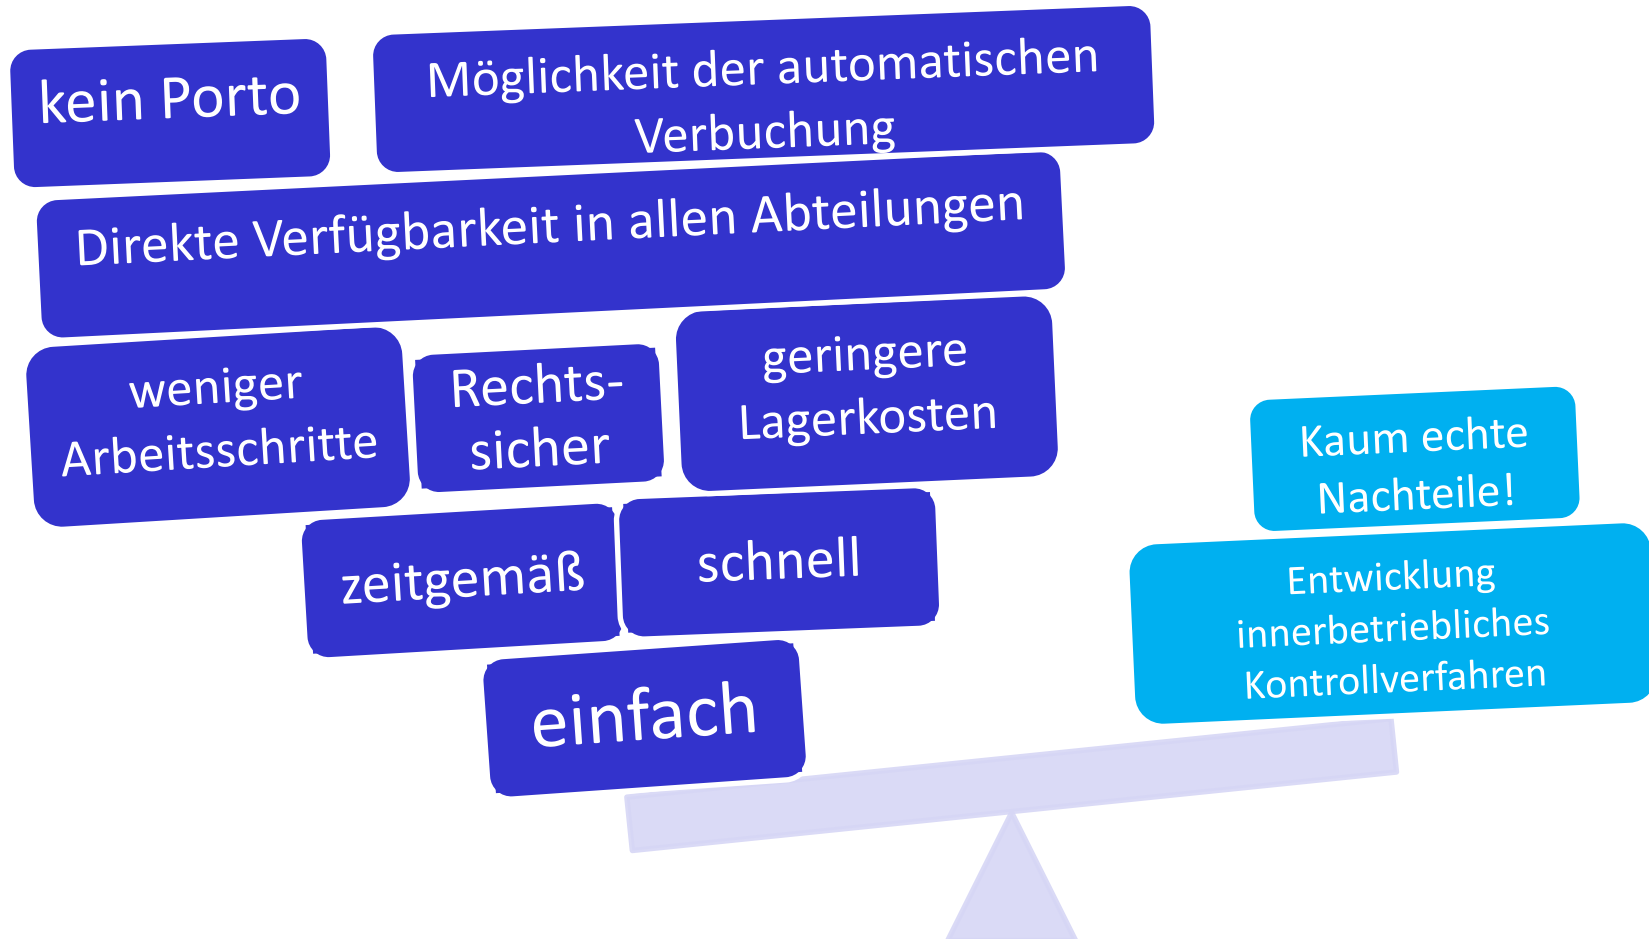 kein Porto
Möglichkeit der automatischen
Verbuchung
Direkte Verfügbarkeit in allen Abteilungen
weniger
Arbeitsschritte
Rechts-
sicher
geringere
Lagerkosten
zeitgemäß
schnell
einfach
Kaum echte
Nachteile!
Entwicklung
innerbetriebliches
Kontrollverfahren